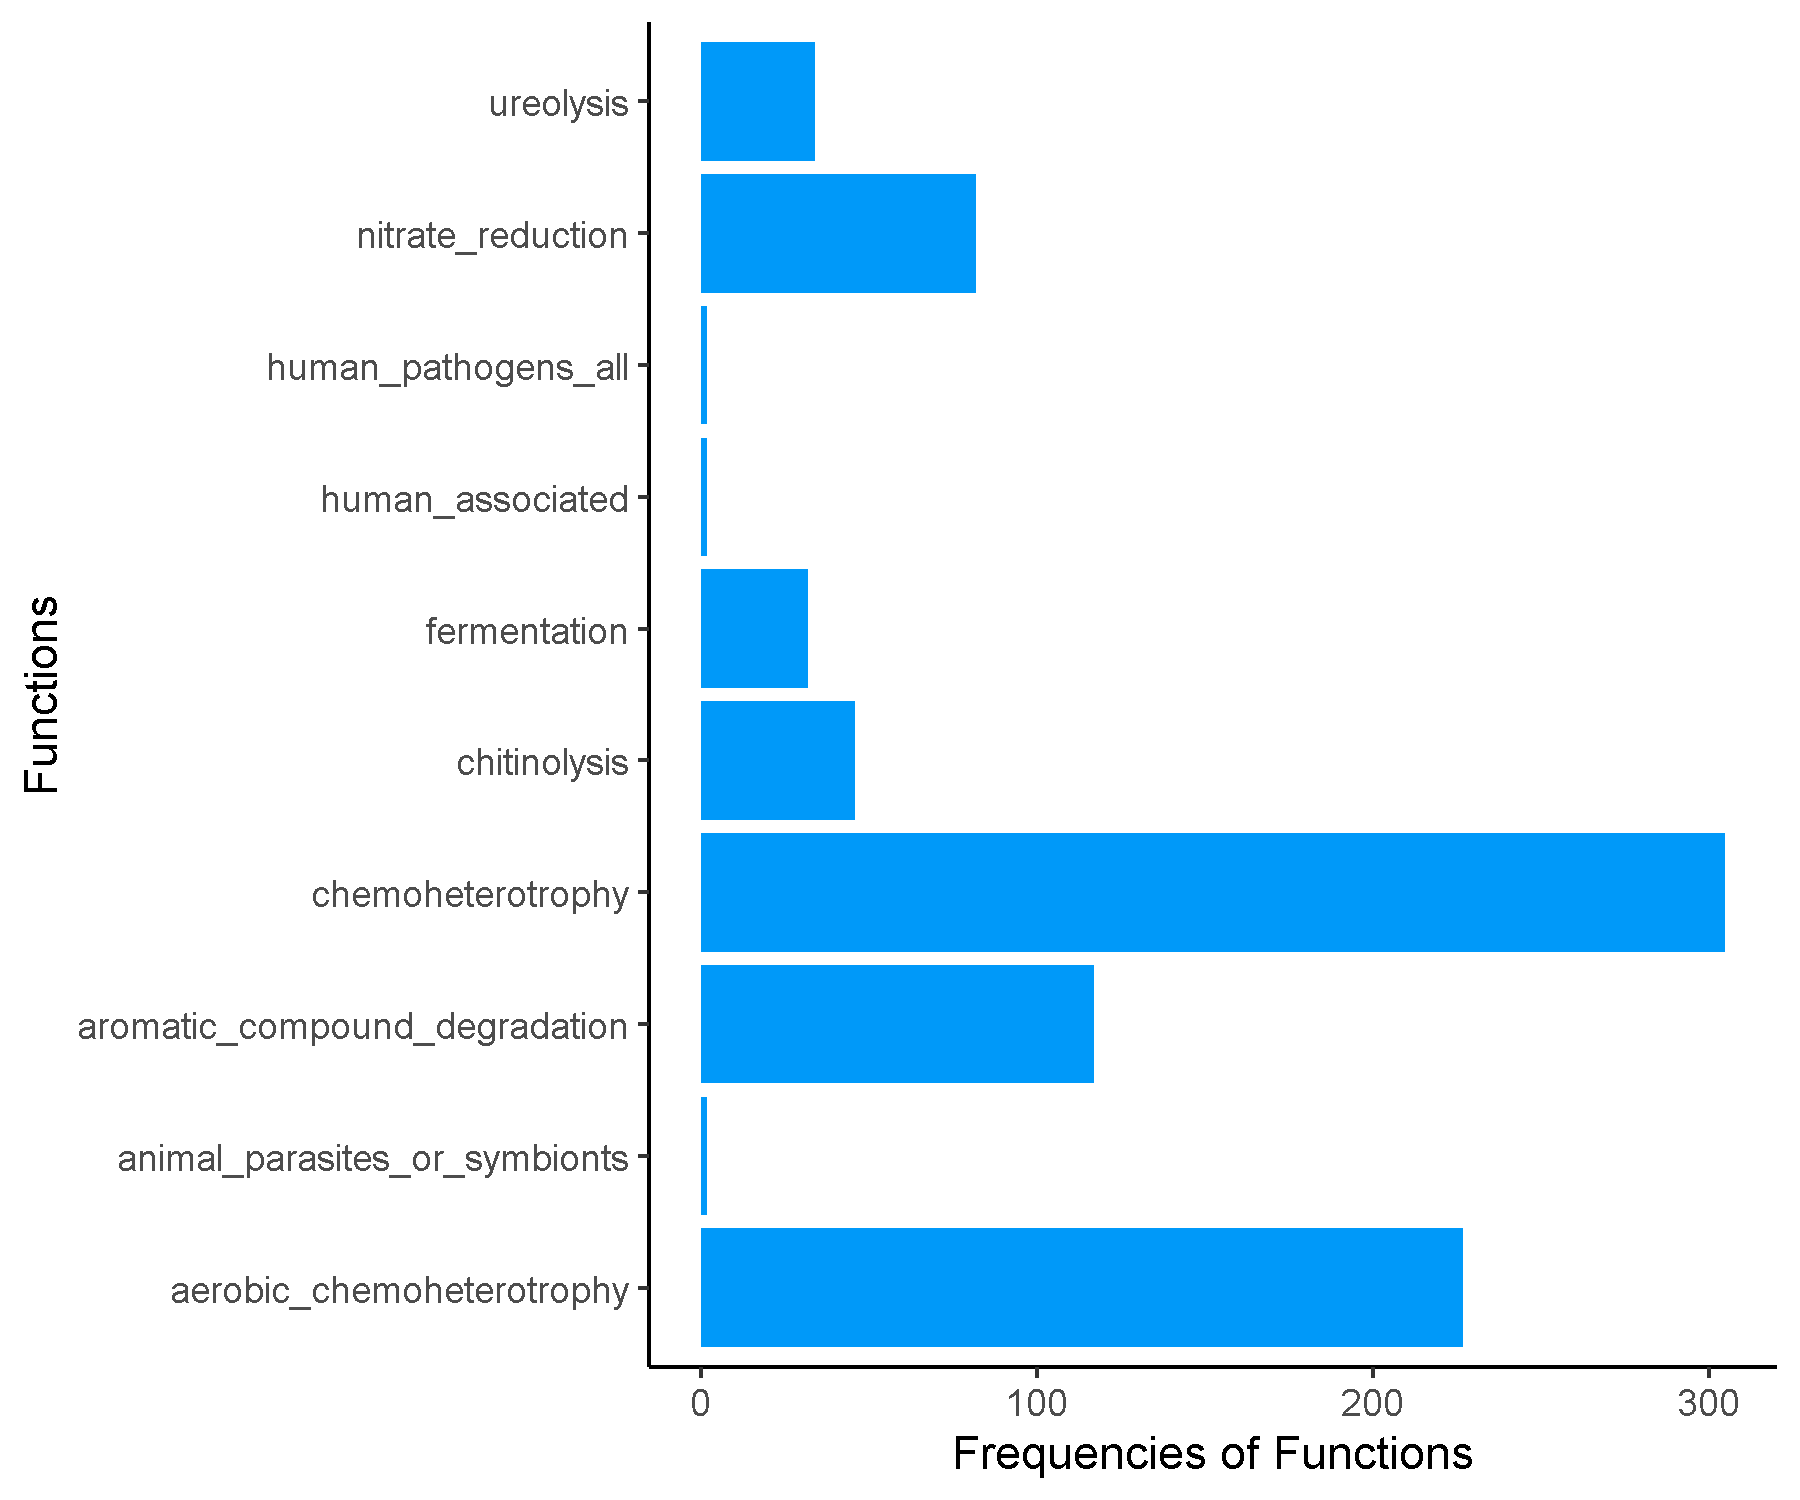 ureolysis
nitrate_reduction
human_pathogens_all
human_associated
fermentation
chitinolysis
chemoheterotrophy
aromatic_compound_degradation
animal_parasites_or_symbionts
aerobic_chemoheterotrophy
Functions
0 100 200 300
Frequencies of Functions